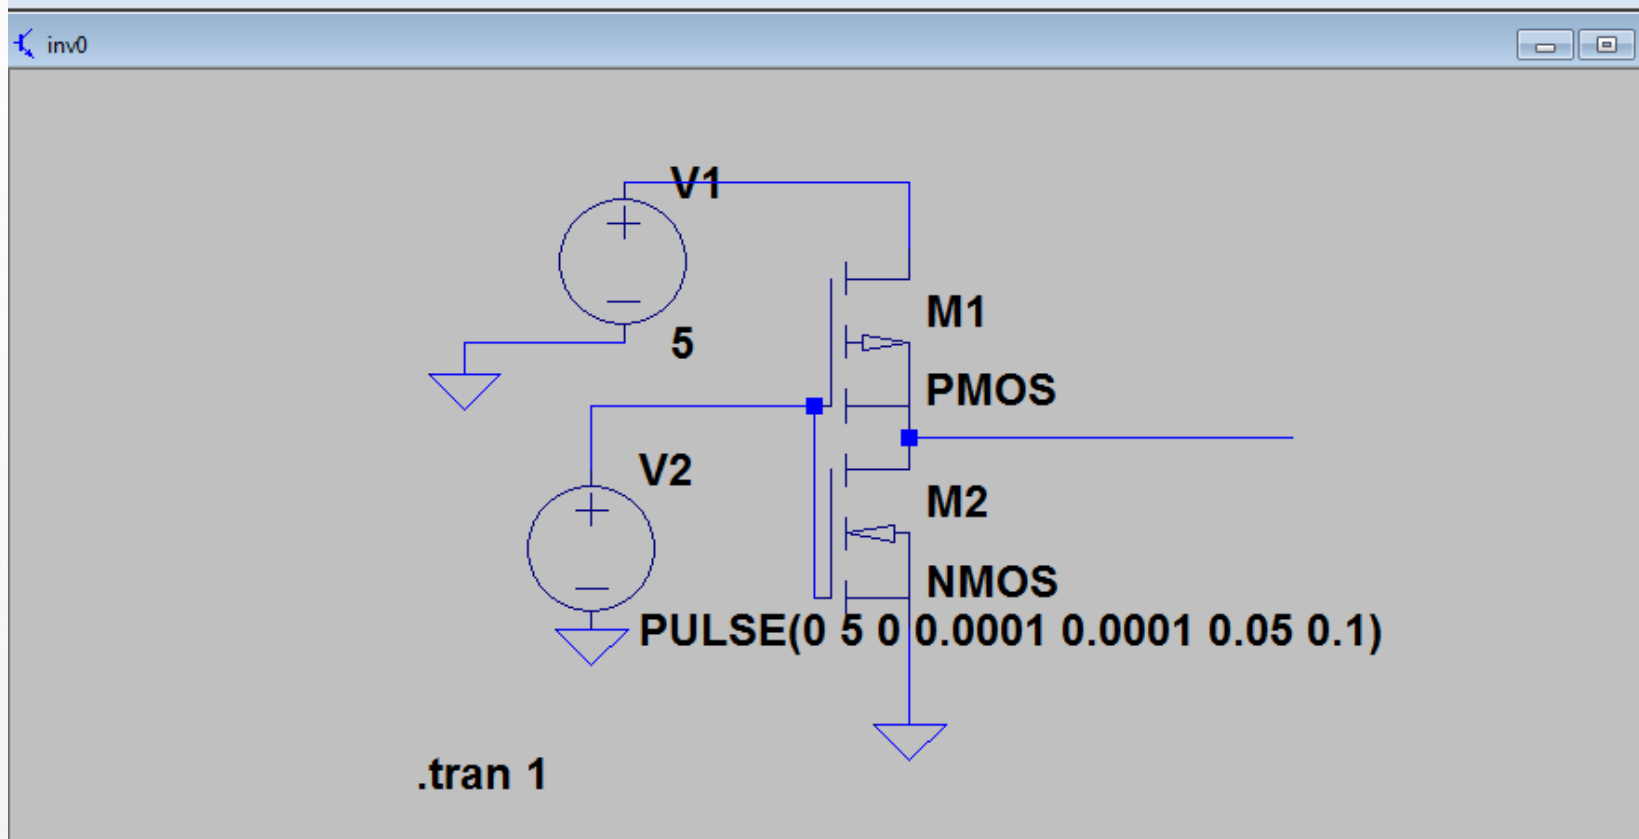 inv0
V1
5
M1
PMOS
V2
M2
NMOS
PULSE(0 5 0 0.0001 0.0001 0.05 0.1)
.tran 1